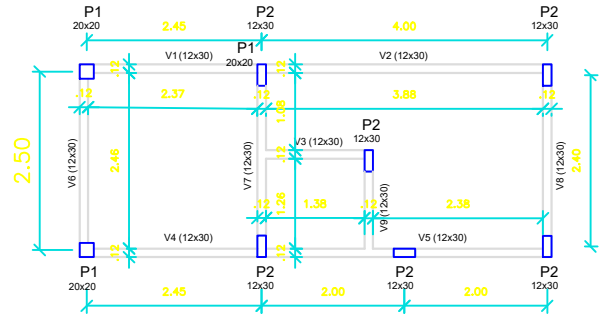 P1 P2 P2
20x20 2.45 12x30 4.00 12x30
V1 (12x30) P1 V2 (12x30)
20x20
.12 .12
.12 2.37 .12 3.88 .12
1.08
P2
V3 (12x30) 12x30
2.50 V6 (12x30) 2.46 V7 (12x30) .12 V8 (12x30) 2.40
.12 1.38 .12 2.38
1.26 V9 (12x30)
V4 (12x30) V5 (12x30)
.12 .12
P1 P2 P2 P2
20x20 2.45 12x30 2.00 12x30 2.00 12x30